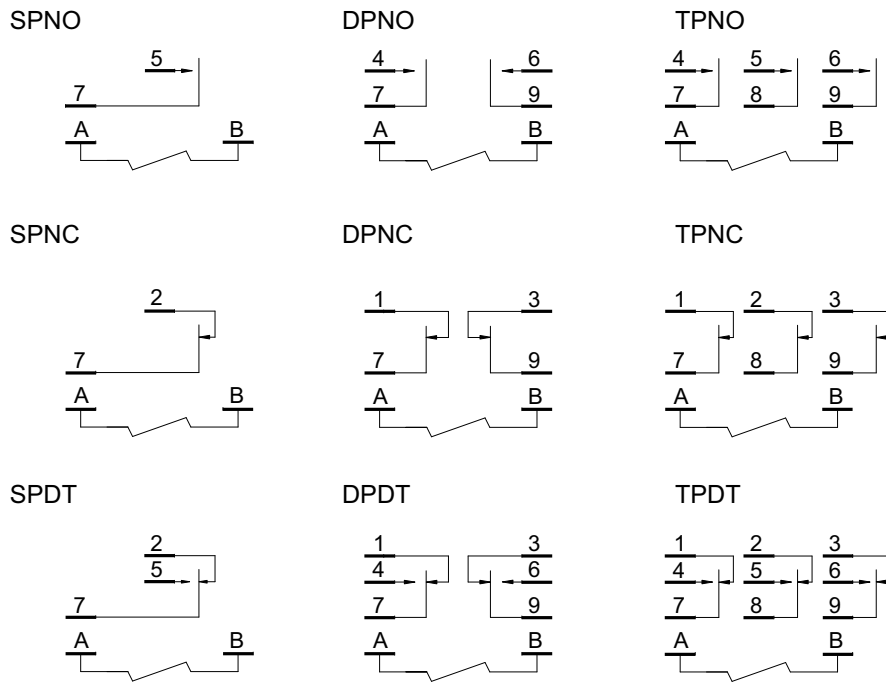 SPNO DPNO TPNO
5 4 6 4 5 6
7 7 9 7 8 9
A B A B A B
SPNC DPNC TPNC
2 1 3 1 2 3
7 7 9 7 8 9
A B A B A B
SPDT DPDT TPDT
2 1 3 1 2 3
5 4 6 4 5 6
7 7 9 7 8 9
A B A B A B